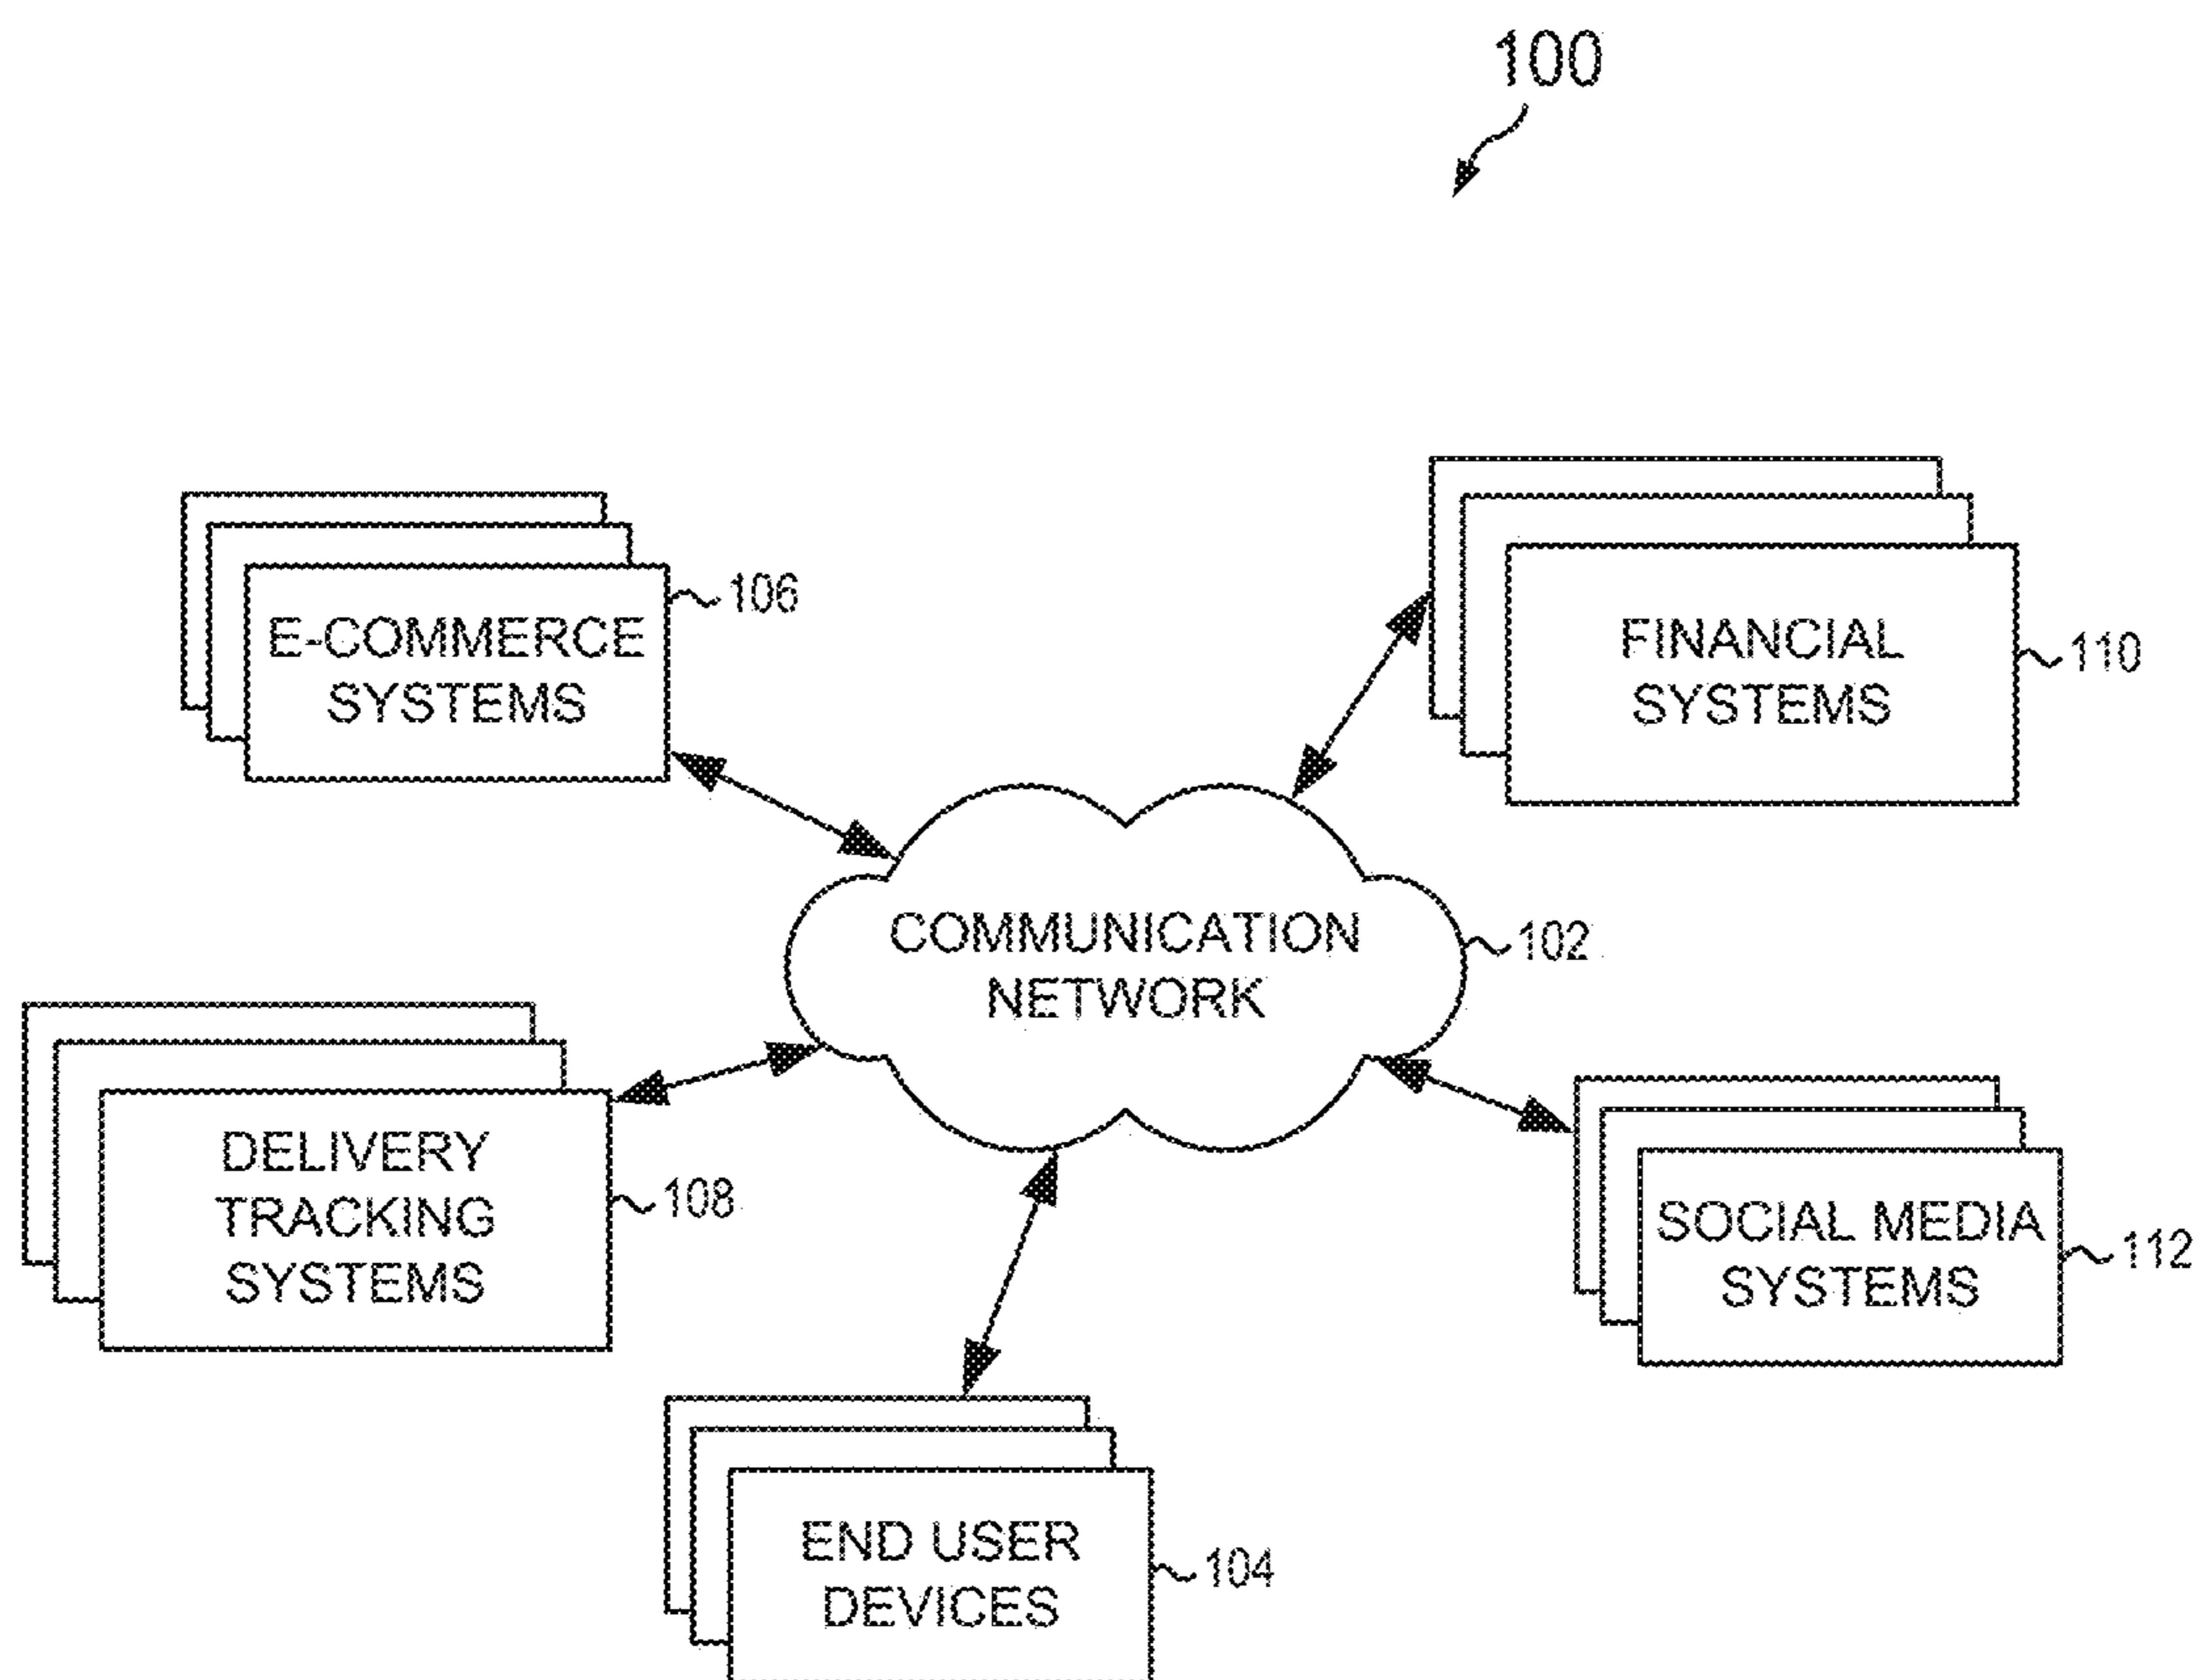 100
E-COMMERCE
SYSTEMS
106
FINANCIAL
SYSTEMS
110
COMMUNICATION
NETWORK
102
DELIVERY
TRACKING
SYSTEMS
108
SOCIAL MEDIA
SYSTEMS
112
END USER
DEVICES
104